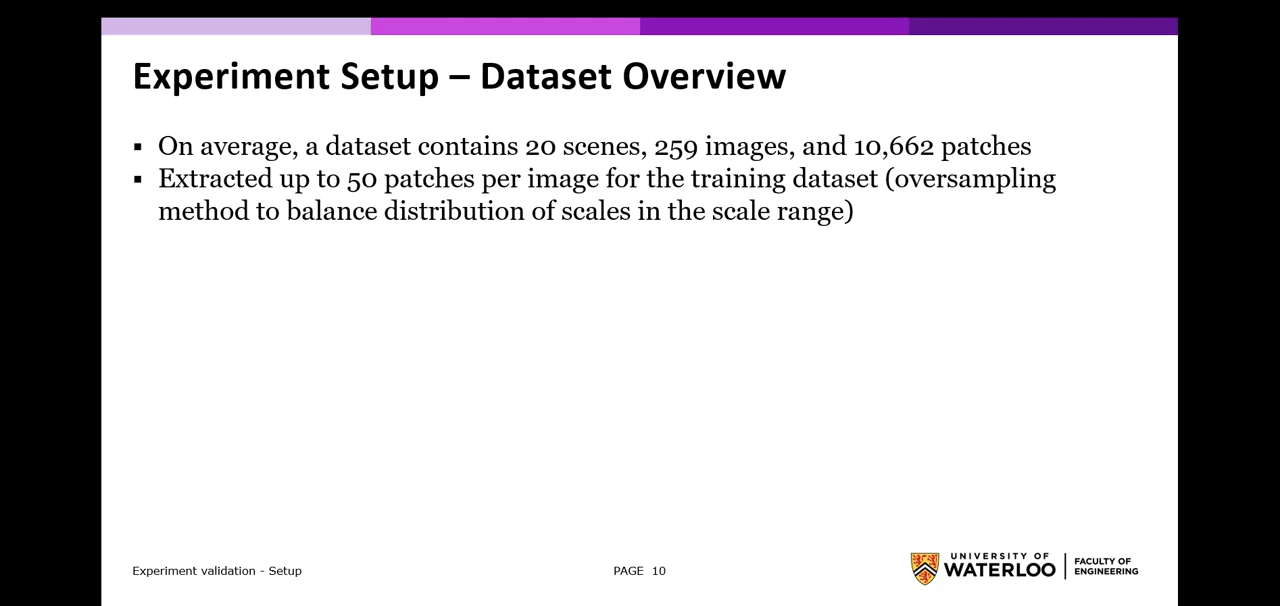 Experiment Setup – Dataset Overview
▪ On average, a dataset contains 20 scenes, 259 images, and 10,662 patches
▪ Extracted up to 50 patches per image for the training dataset (oversampling
method to balance distribution of scales in the scale range)
Experiment validation - Setup
PAGE 10
UNIVERSITY OF
WATERLOO
FACULTY OF
ENGINEERING